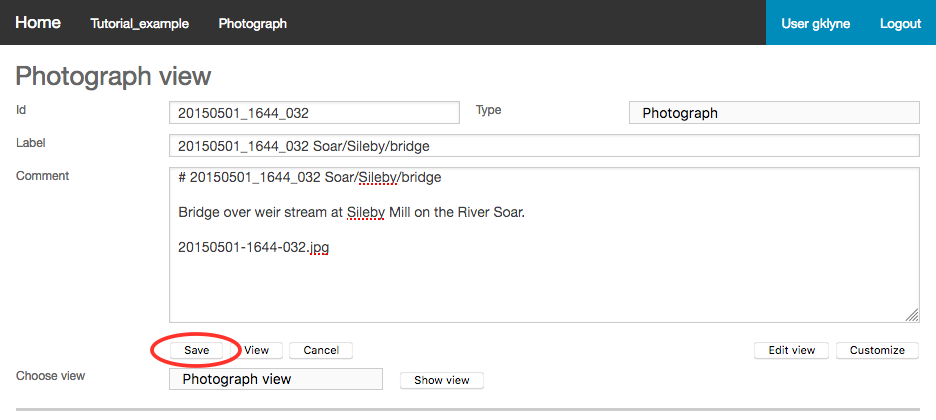 Home Tutorial_example Photograph User gklyne Logout
Photograph view
Id 20150501_1644_032 Type Photograph
Label 20150501_1644_032 Soar/Sileby/bridge
Comment # 20150501_1644_032 Soar/Sileby/bridge
Bridge over weir stream at Sileby Mill on the River Soar.
20150501-1644-032.jpg
Save View Cancel Edit view Customize
Choose view Photograph view Show view